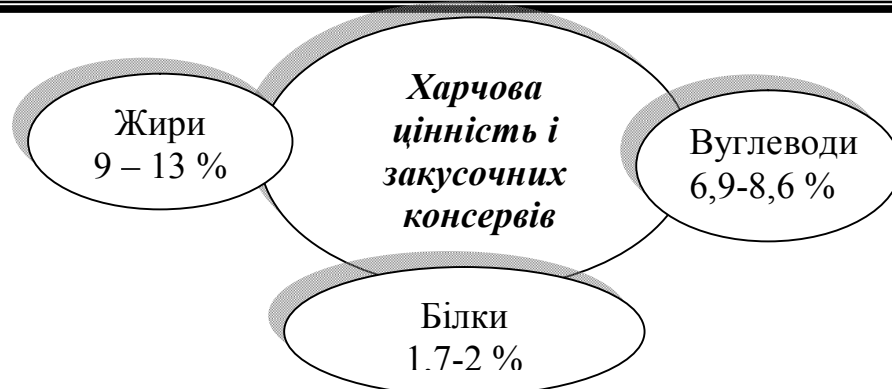 Харчова
цінність і
закусочних
консервів
Жири
9 – 13 %
Вуглеводи
6,9-8,6 %
Білки
1,7-2 %